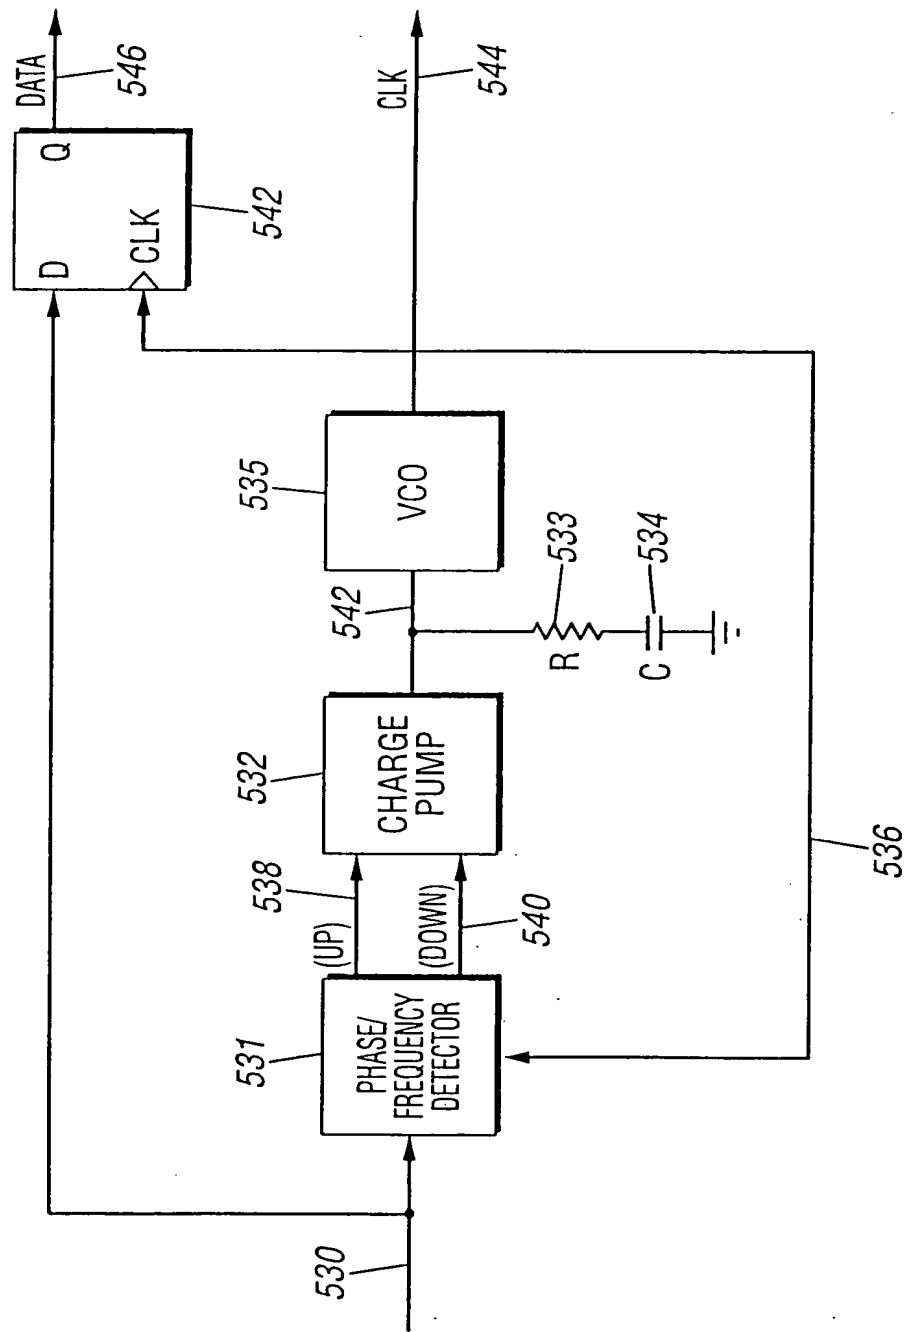 DATA
546
D
Q
CLK
542
CLK
544
535
VCO
542
533
R
534
C
532
CHARGE
PUMP
538
(UP)
(DOWN)
540
531
PHASE/
FREQUENCY
DETECTOR
536
530